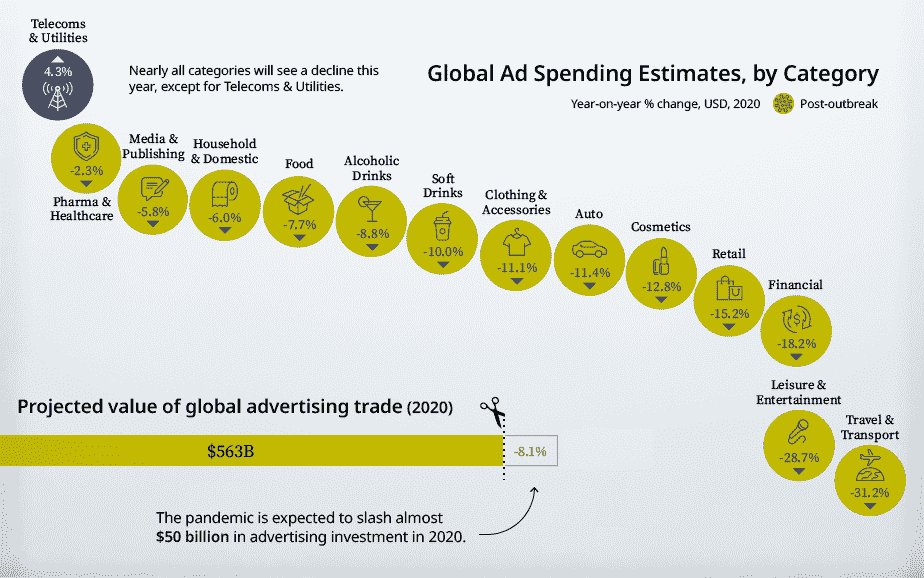 Telecoms
& Utilities
4.3%
Nearly all categories will see a decline this
year, except for Telecoms & Utilities.
Global Ad Spending Estimates, by Category
Year-on-year % change, USD, 2020
Post-outbreak
-2.3%
Pharma &
Healthcare
Media &
Publishing
-5.8%
Household
& Domestic
-6.0%
Food
-7.7%
Alcoholic
Drinks
-8.8%
Soft
Drinks
-10.0%
Clothing &
Accessories
-11.1%
Auto
-11.4%
Cosmetics
-12.8%
Retail
-15.2%
Financial
-18.2%
Leisure &
Entertainment
-28.7%
Travel &
Transport
-31.2%
Projected value of global advertising trade (2020)
$563B
-8.1%
The pandemic is expected to slash almost
$50 billion in advertising investment in 2020.